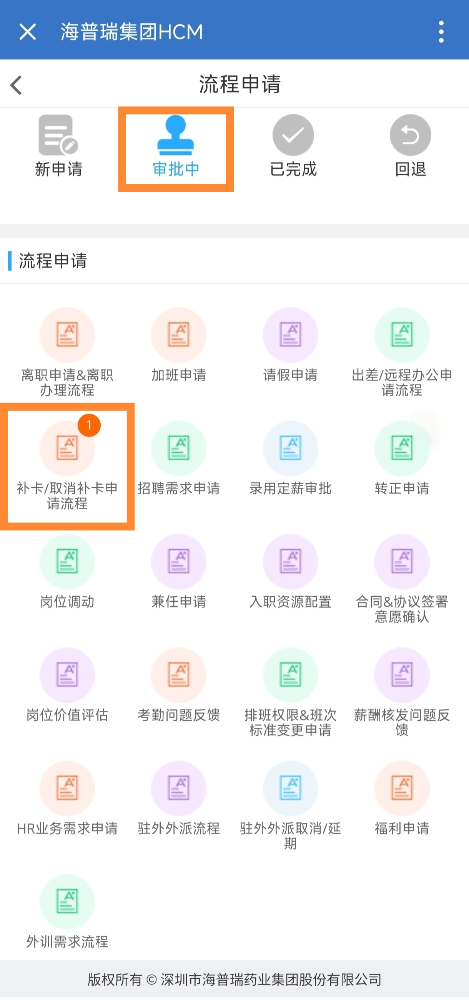 海普瑞集团HCM
流程申请
新申请
审批中
已完成
回退
流程申请
离职申请&离职
办理流程
加班申请
请假申请
出差/远程办公申
请流程
1
补卡/取消补卡申
请流程
招聘需求申请
录用定薪审批
转正申请
岗位调动
兼任申请
入职资源配置
合同&协议签署
意愿确认
岗位价值评估
考勤问题反馈
排班权限&班次
标准变更申请
薪酬核发问题反
馈
HR业务需求申请
驻外外派流程
驻外外派取消/延
期
福利申请
外训需求流程
版权所有 © 深圳市海普瑞药业集团股份有限公司